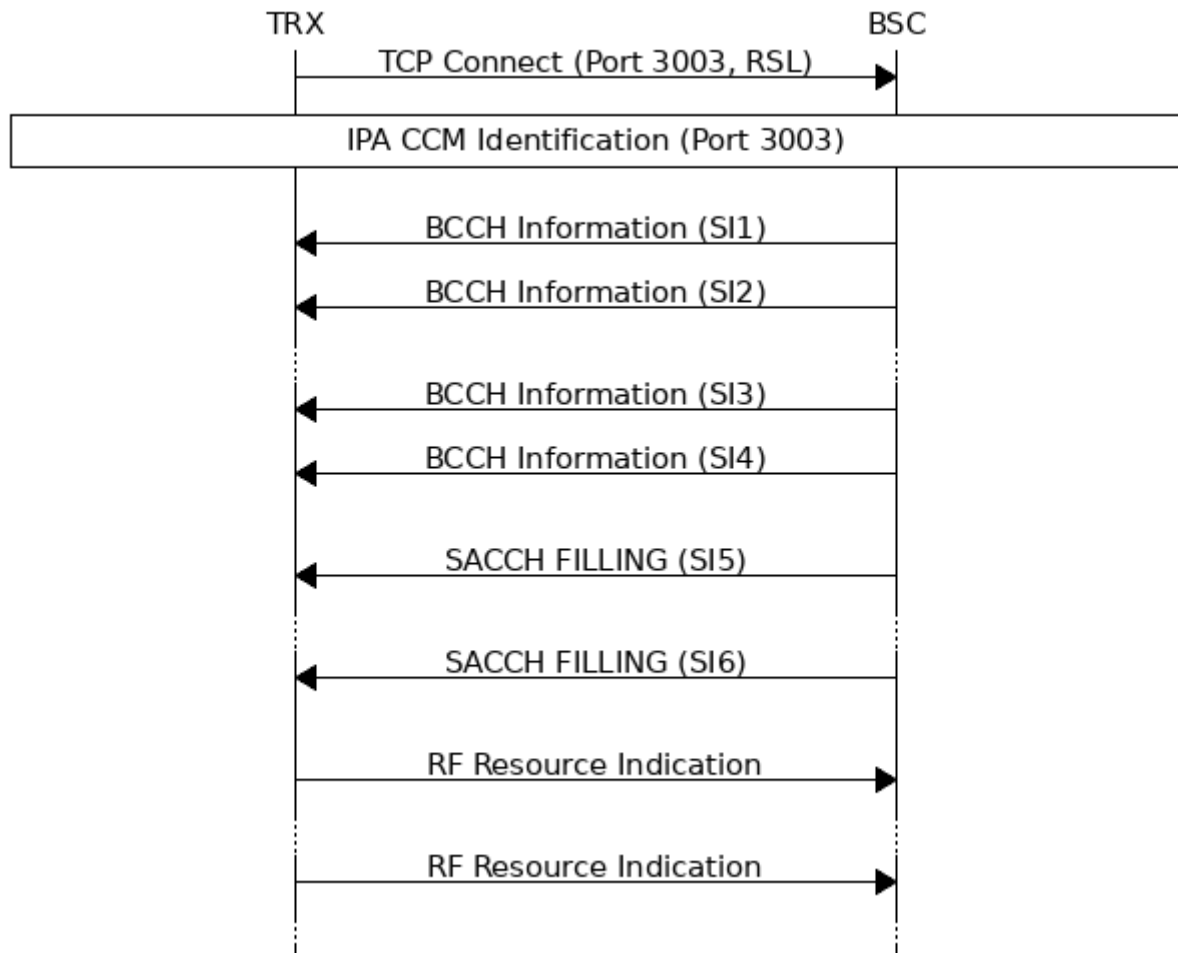 TRX BSC
TCP Connect (Port 3003, RSL)
IPA CCM Identification (Port 3003)
BCCH Information (SI1)
BCCH Information (SI2)
BCCH Information (SI3)
BCCH Information (SI4)
SACCH FILLING (SI5)
SACCH FILLING (SI6)
RF Resource Indication
RF Resource Indication